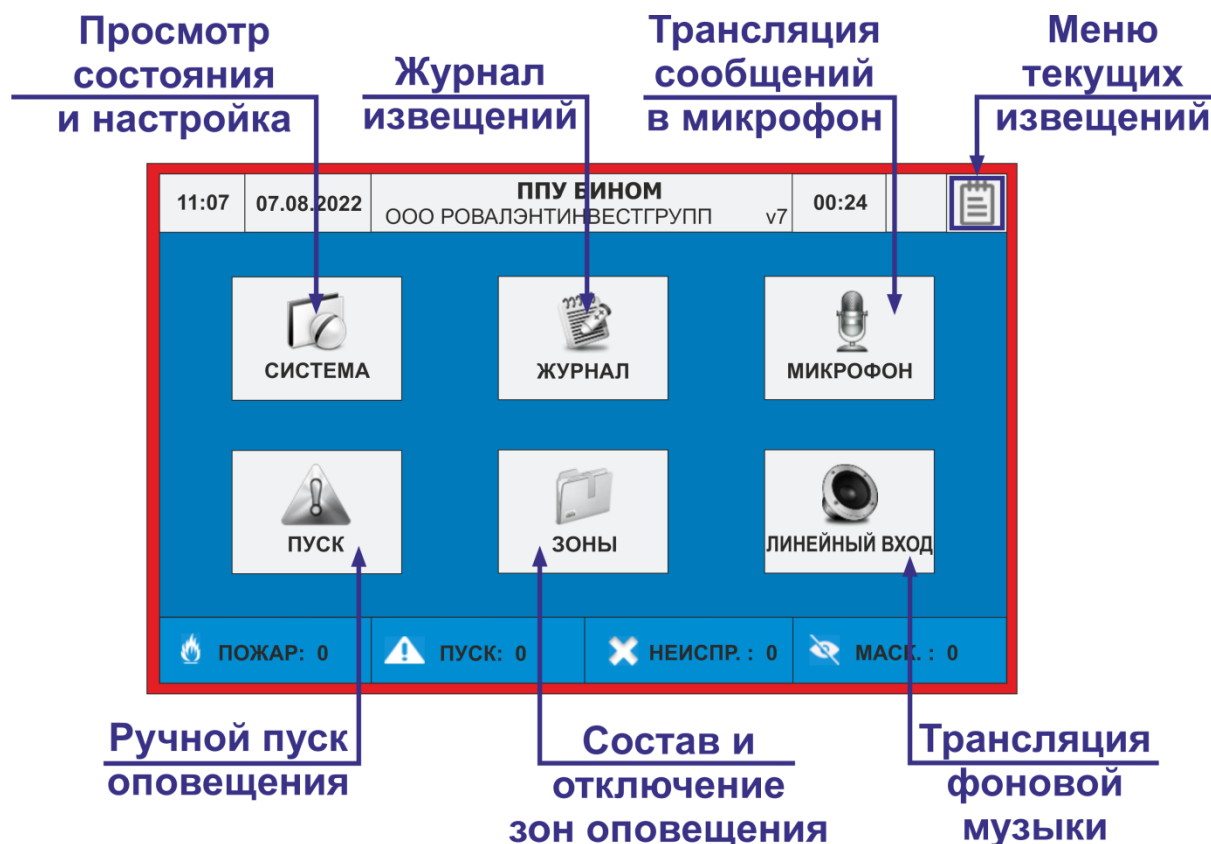 Просмотр
состояния
и настройка
Журнал
извещений
Трансляция
сообщений
в микрофон
Меню
текущих
извещений
11:07
07.08.2022
ППУ БИНОМ
ООО РОВАЛЭНТИНВЕСТГРУПП
v7
00:24
СИСТЕМА
ЖУРНАЛ
МИКРОФОН
ПУСК
ЗОНЫ
ЛИНЕЙНЫЙ ВХОД
ПОЖАР: 0
ПУСК: 0
НЕИСПР. : 0
МАСК. : 0
Ручной пуск
оповещения
Состав и
отключение
зон оповещения
Трансляция
фоновой
музыки